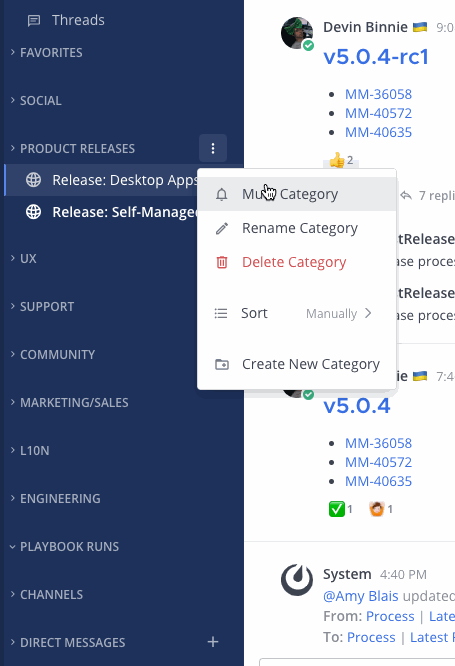 Threads
FAVORITES
SOCIAL
PRODUCT RELEASES
Release: Desktop Apps
Release: Self-Manage
UX
SUPPORT
COMMUNITY
MARKETING/SALES
L10N
ENGINEERING
PLAYBOOK RUNS
CHANNELS
DIRECT MESSAGES
Mute Category
Rename Category
Delete Category
Sort Manually
Create New Category
Devin Binnie 9:0
v5.0.4-rc1
MM-36058
MM-40572
MM-40635
2
7 repli
tRelease
ase proces
tRelease
ase proces
ie 7:4
v5.0.4
MM-36058
MM-40572
MM-40635
1 1
System 4:40 PM
@Amy Blais updated
From: Process | Late
To: Process | Latest R